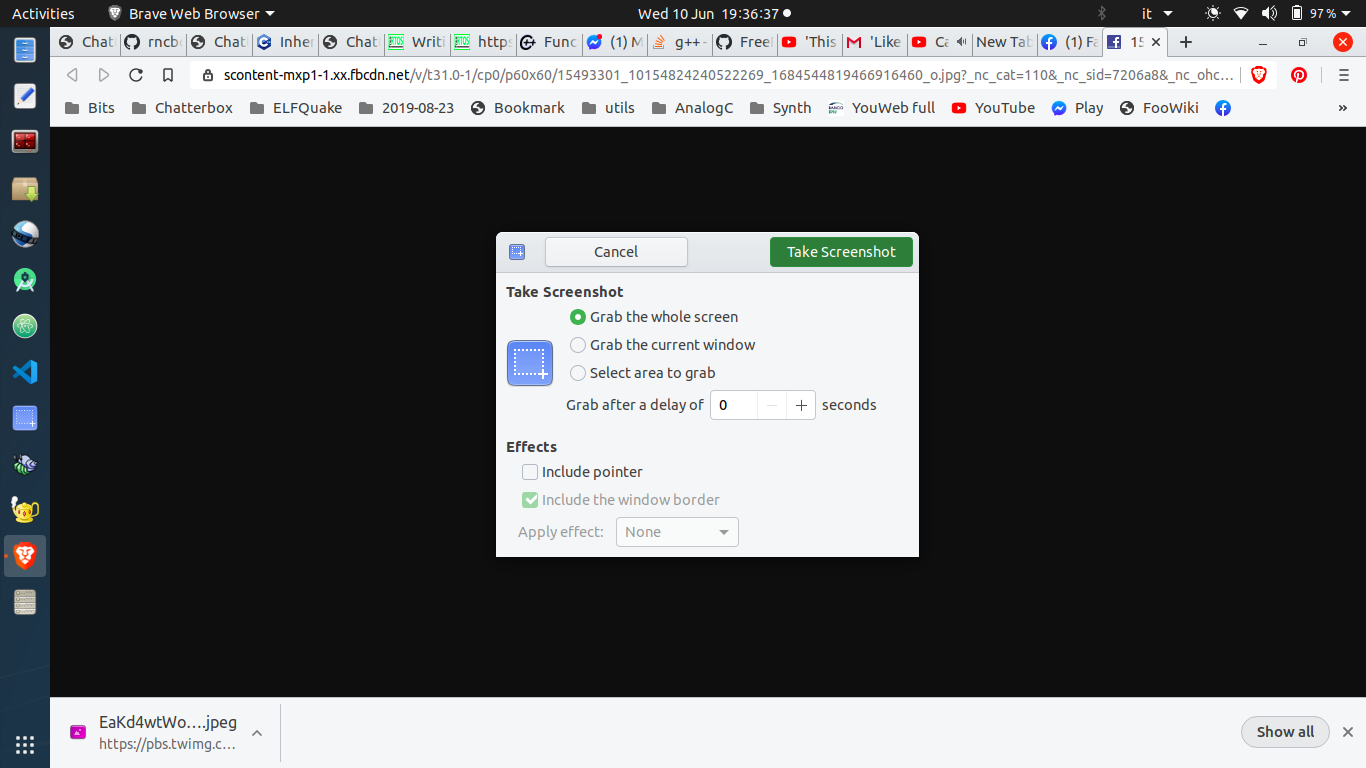 Activities Brave Web Browser Wed 10 Jun 19:36:37 it 97 %
Chat rncb Chat Inher Chat Writi https Func (1) M g++ - Free 'This 'Like Ca New Tab (1) Fa 15
scontent-mxp1-1.xx.fbcdn.net/v/t31.0-1/cp0/p60x60/15493301_10154824240522269_1684544819466916460_o.jpg?_nc_cat=110&_nc_sid=7206a8&_nc_ohc...
Bits Chatterbox ELFQuake 2019-08-23 Bookmark utils AnalogC Synth YouWeb full YouTube Play FooWiki »
Cancel Take Screenshot
Take Screenshot
Grab the whole screen
Grab the current window
Select area to grab
Grab after a delay of 0 seconds
Effects
Include pointer
Include the window border
Apply effect: None
EaKd4wtWo....jpeg
https://pbs.twimg.c...
Show all